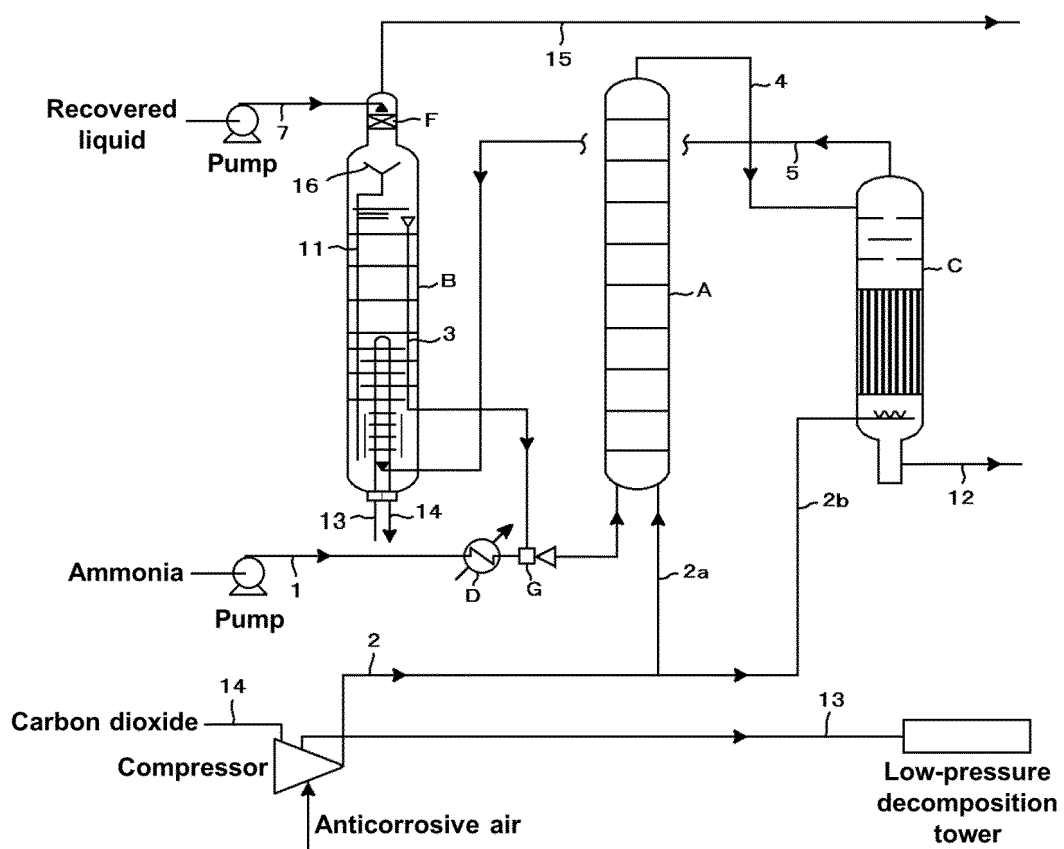 15
4
Recovered
liquid
7
F
Pump
5
16
11
B
C
A
3
13
14
12
2b
Ammonia
1
D
G
2a
Pump
2
14
13
Carbon dioxide
Compressor
Low-pressure
decomposition
tower
Anticorrosive air